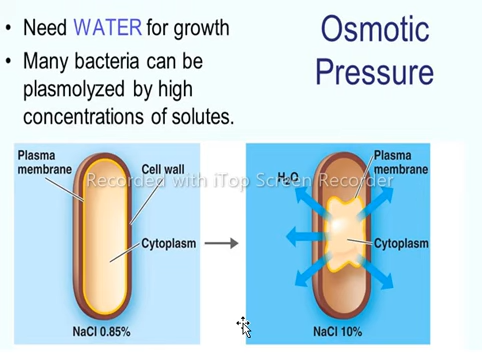 • Need WATER for growth
• Many bacteria can be
plasmolyzed by high
concentrations of solutes.
Osmotic
Pressure
Plasma
membrane
Cell wall
Cytoplasm
NaCl 0.85%
H₂O
Plasma
membrane
Cytoplasm
NaCl 10%
Recorded with iTop Screen Recorder